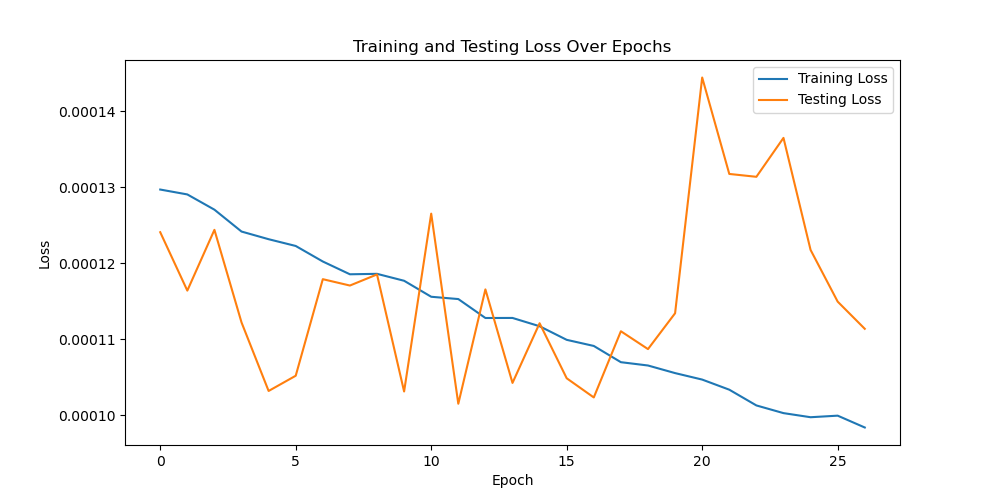 Training and Testing Loss Over Epochs
Training Loss
Testing Loss
0.00014
0.00013
0.00012
0.00011
0.00010
Loss
0 5 10 15 20 25
Epoch